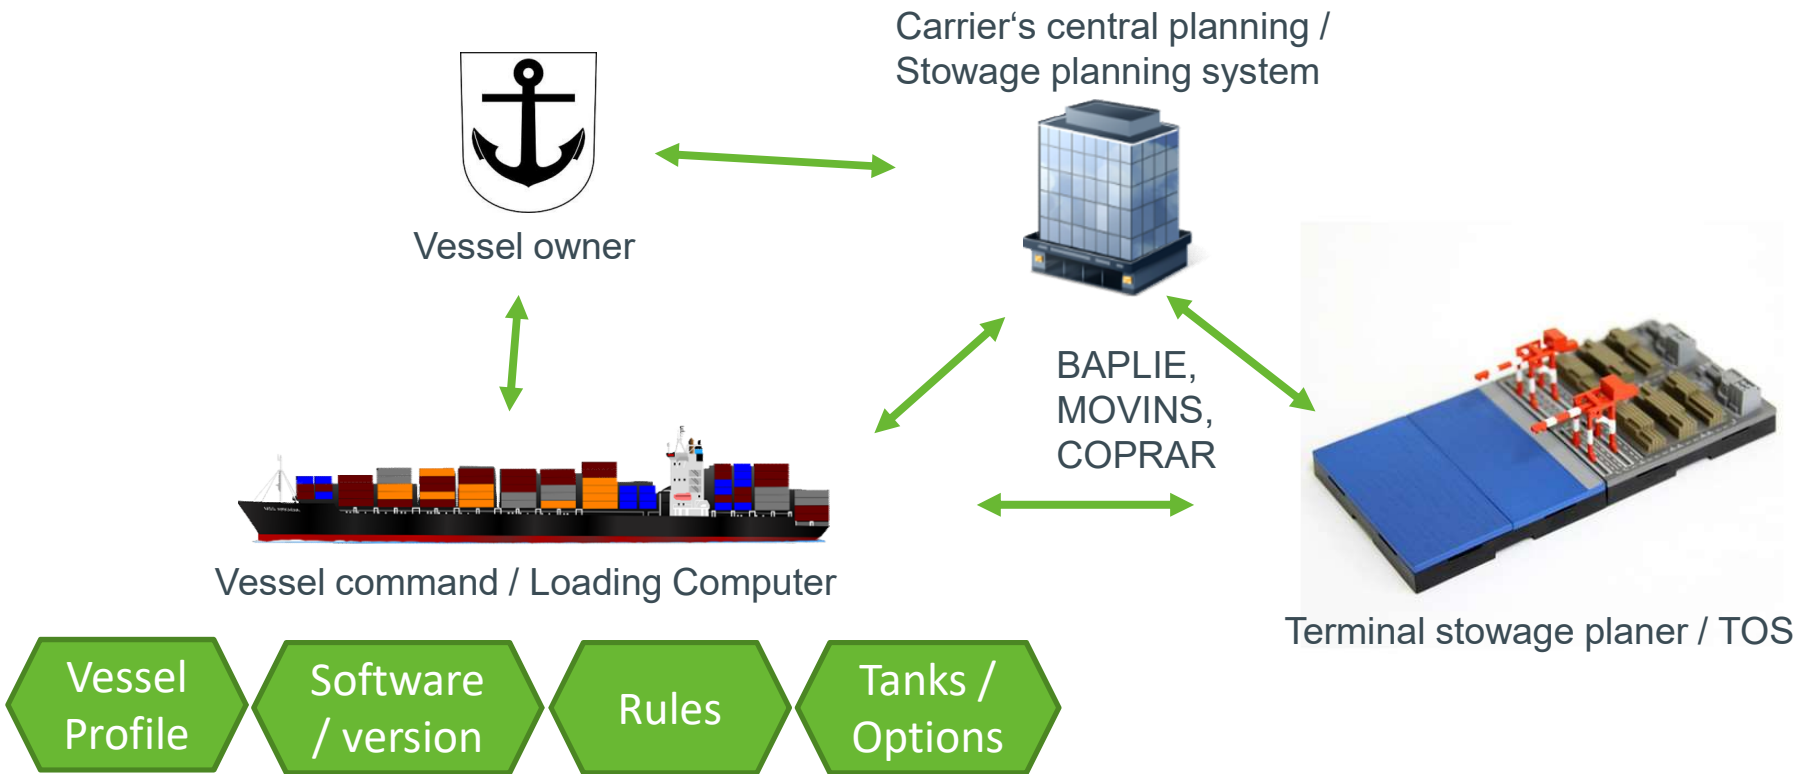 Carrier‘s central planning /
Stowage planning system
Vessel owner
BAPLIE,
MOVINS,
COPRAR
Vessel command / Loading Computer
Terminal stowage planer / TOS
Vessel
Profile
Software
/ version
Rules
Tanks /
Options